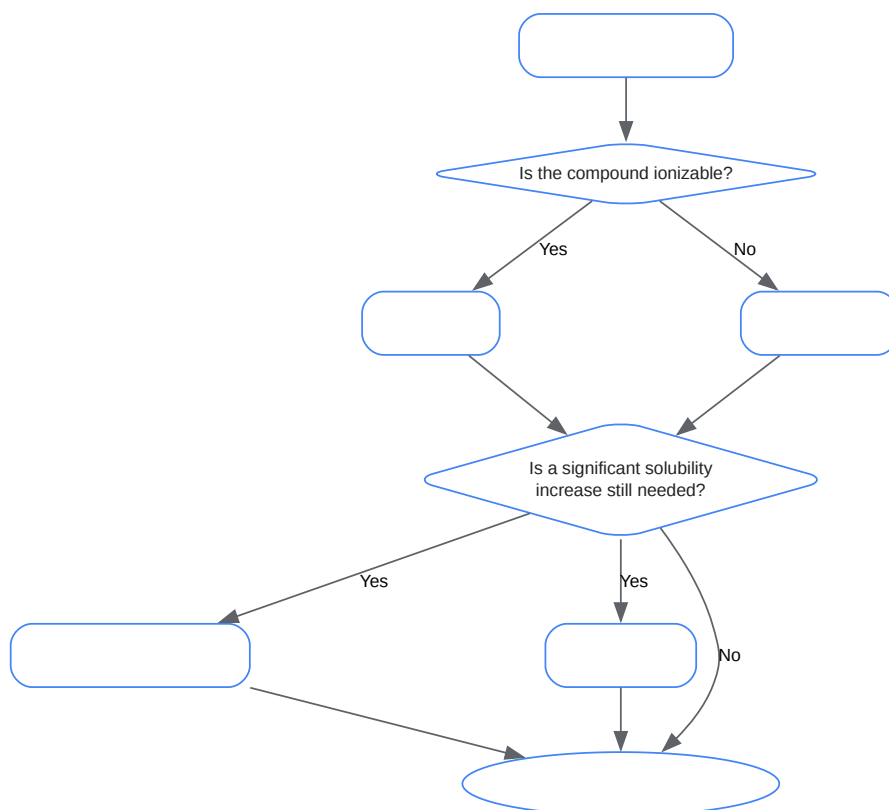 Is the compound ionizable?
Yes
No
Is a significant solubility
increase still needed?
Yes
Yes
No